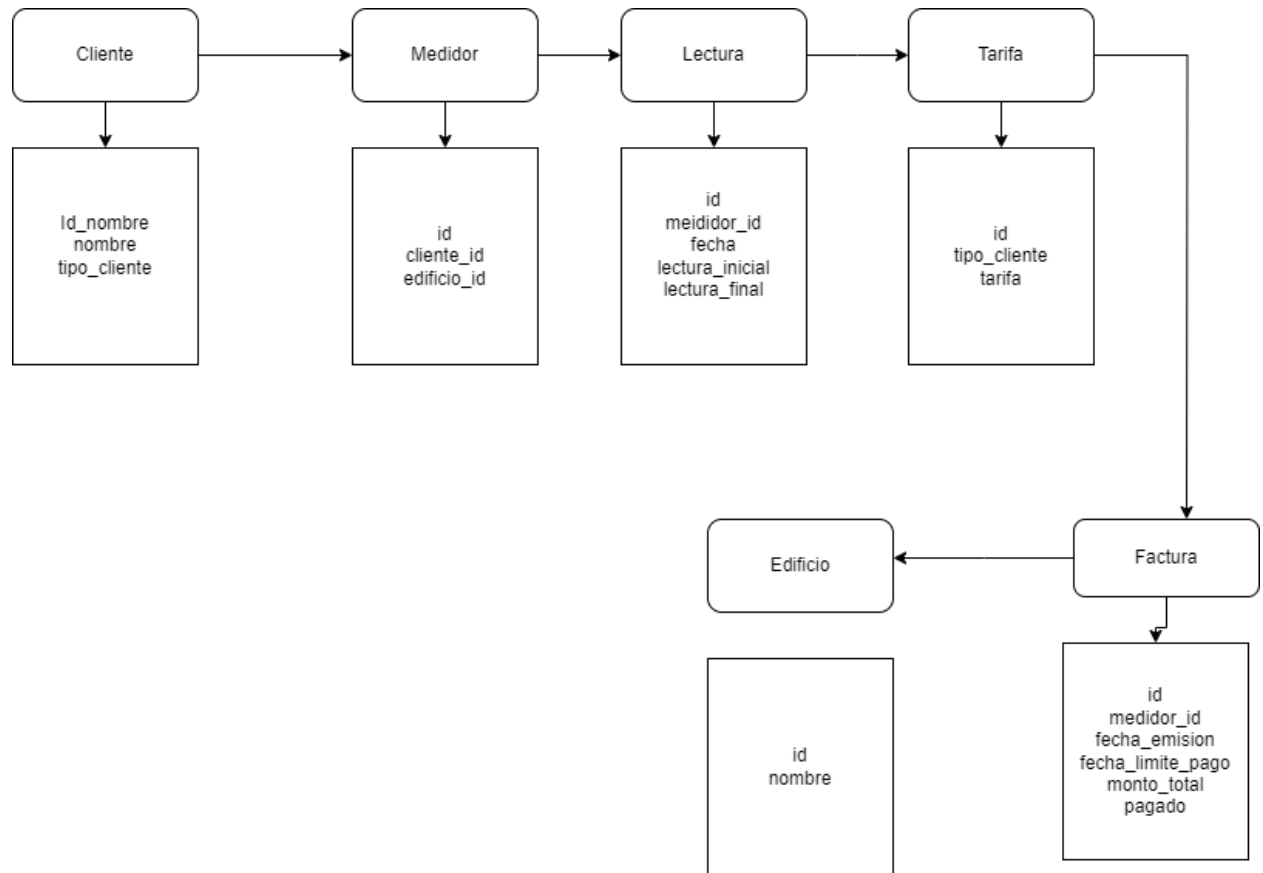 Cliente
Medidor
Lectura
Tarifa
Id_nombre
nombre
tipo_cliente
id
cliente_id
edificio_id
id
meididor_id
fecha
lectura_inicial
lectura_final
id
tipo_cliente
tarifa
Edificio
Factura
id
nombre
id
medidor_id
fecha_emision
fecha_limite_pago
monto_total
pagado